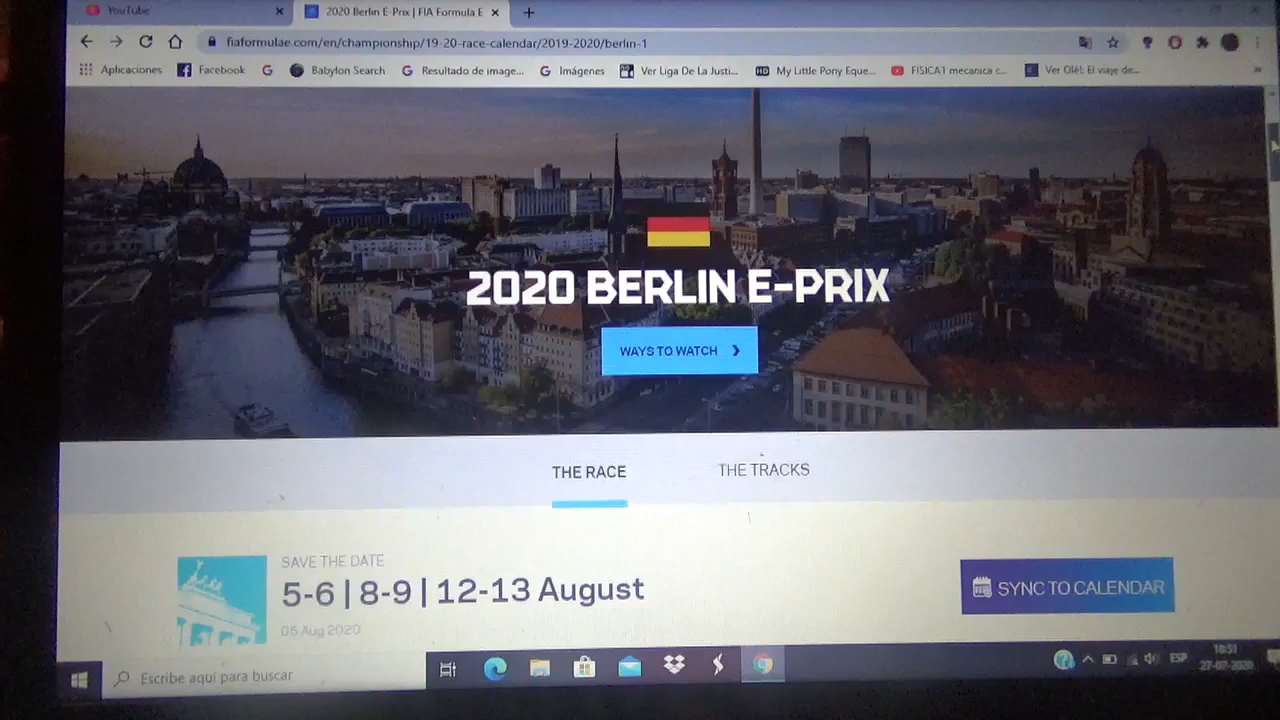 YouTube
2020 Berlin E-Prix | FIA Formula E
fiaformulae.com/en/championship/19-20-race-calendar/2019-2020/berlin-1
Aplicaciones
Facebook
Babylon Search
Resultado de image...
Imágenes
Ver Liga De La Justi...
HD
My Little Pony Eque...
FISICA1 mecanica c...
Ver Olé!: El viaje de...
2020 BERLIN E-PRIX
WAYS TO WATCH
THE RACE
THE TRACKS
SAVE THE DATE
5-6 | 8-9 | 12-13 August
05 Aug 2020
SYNC TO CALENDAR
Escribe aquí para buscar
ESP
18:51
27-07-2020